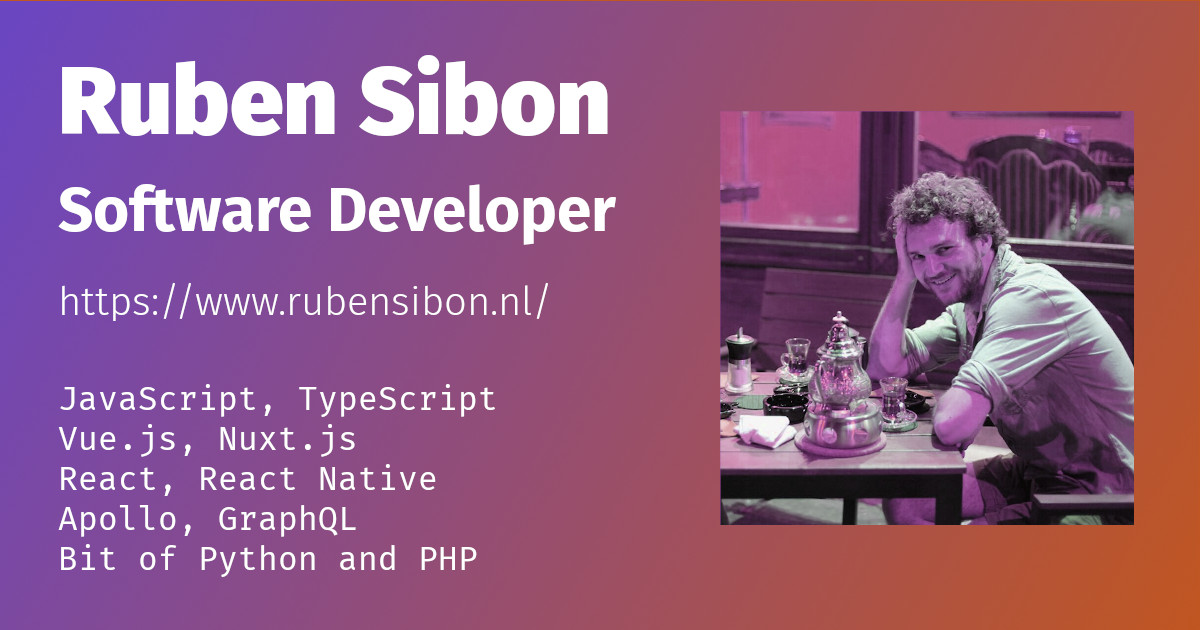 Ruben Sibon
Software Developer
https://www.rubensibon.nl/
JavaScript, TypeScript
Vue.js, Nuxt.js
React, React Native
Apollo, GraphQL
Bit of Python and PHP